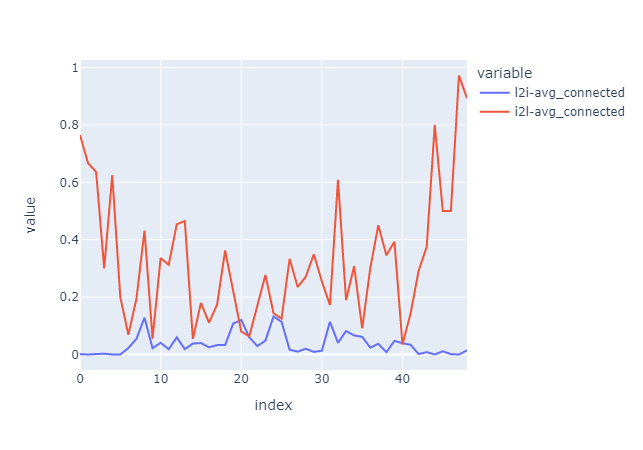 variable
l2i-avg_connected
i2l-avg_connected
1
0.8
0.6
0.4
0.2
0
value
0 10 20 30 40
index